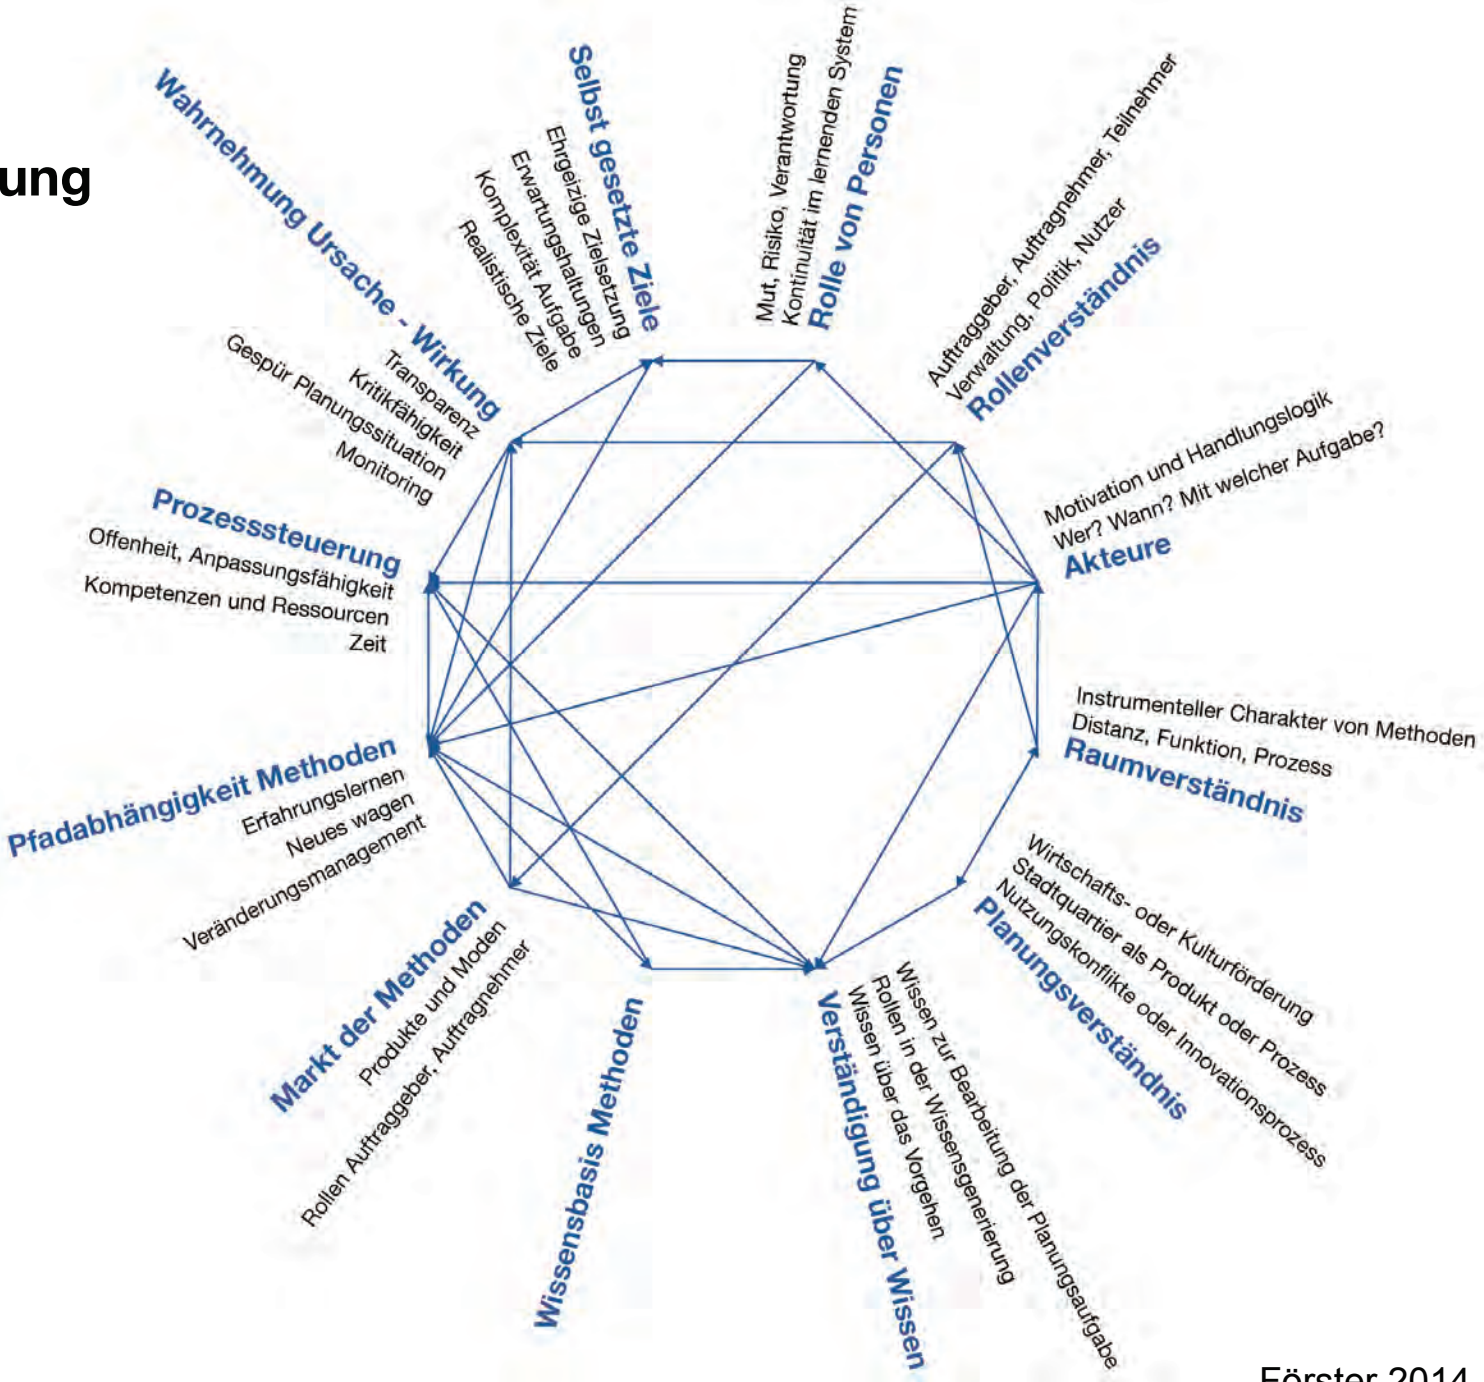 ung
Wahrnehmung Ursache - Wirkung
Transparenz
Kritikfähigkeit
Gespür Planungssituation
Monitoring
Selbst gesetzte Ziele
Ehrgeizige Zielsetzung
Erwartungshaltungen
Komplexität Aufgabe
Realistische Ziele
Mut, Risiko, Verantwortung
Kontinuität im lernenden System
Rolle von Personen
Auftraggeber, Auftragnehmer, Teilnehmer
Verwaltung, Politik, Nutzer
Rollenverständnis
Motivation und Handlungslogik
Wer? Wann? Mit welcher Aufgabe?
Akteure
Instrumenteller Charakter von Methoden
Distanz, Funktion, Prozess
Raumverständnis
Wirtschafts- oder Kulturförderung
Stadtquartier als Produkt oder Prozess
Nutzungskonflikte oder Innovationsprozess
Planungsverständnis
Wissen zur Bearbeitung der Planungsaufgabe
Rollen in der Wissensgenerierung
Wissen über das Vorgehen
Verständigung über Wissen
Wissensbasis Methoden
Markt der Methoden
Produkte und Moden
Rollen Auftraggeber, Auftragnehmer
Pfadabhängigkeit Methoden
Erfahrungslernen
Neues wagen
Veränderungsmanagement
Prozesssteuerung
Offenheit, Anpassungsfähigkeit
Kompetenzen und Ressourcen
Zeit
Förster 2014